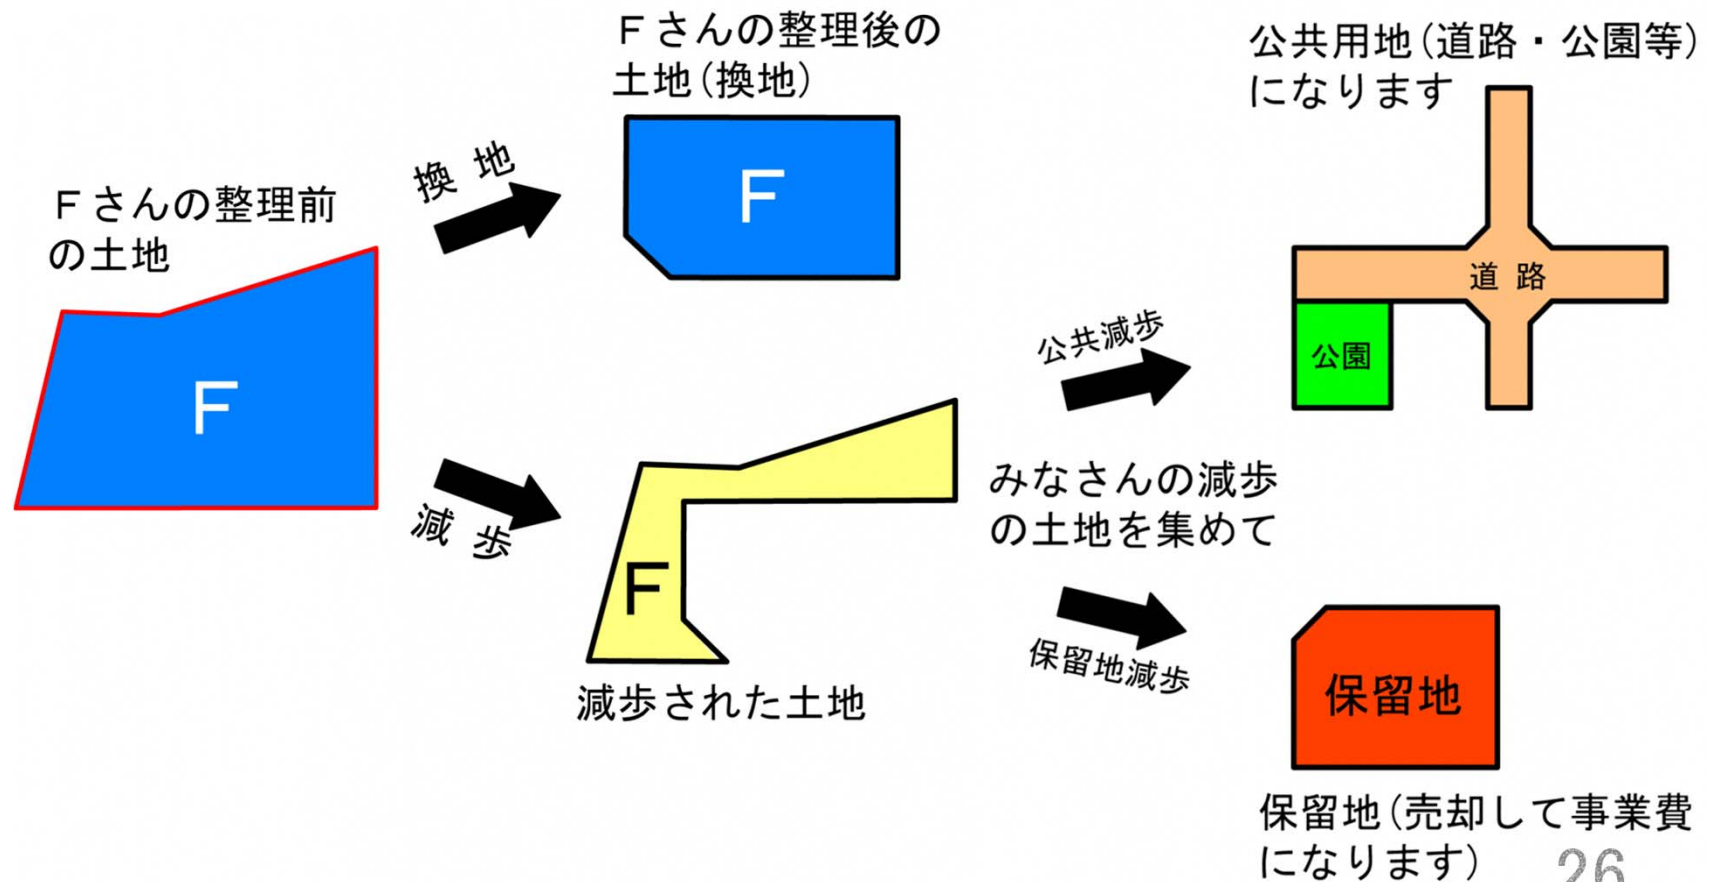 Fさんの整理前
の土地
F
換地
減歩
Fさんの整理後の
土地(換地)
F
F
減歩された土地
公共減歩
みなさんの減歩
の土地を集めて
保留地減歩
公共用地(道路・公園等)
になります
道路
公園
保留地
保留地(売却して事業費
になります)
26